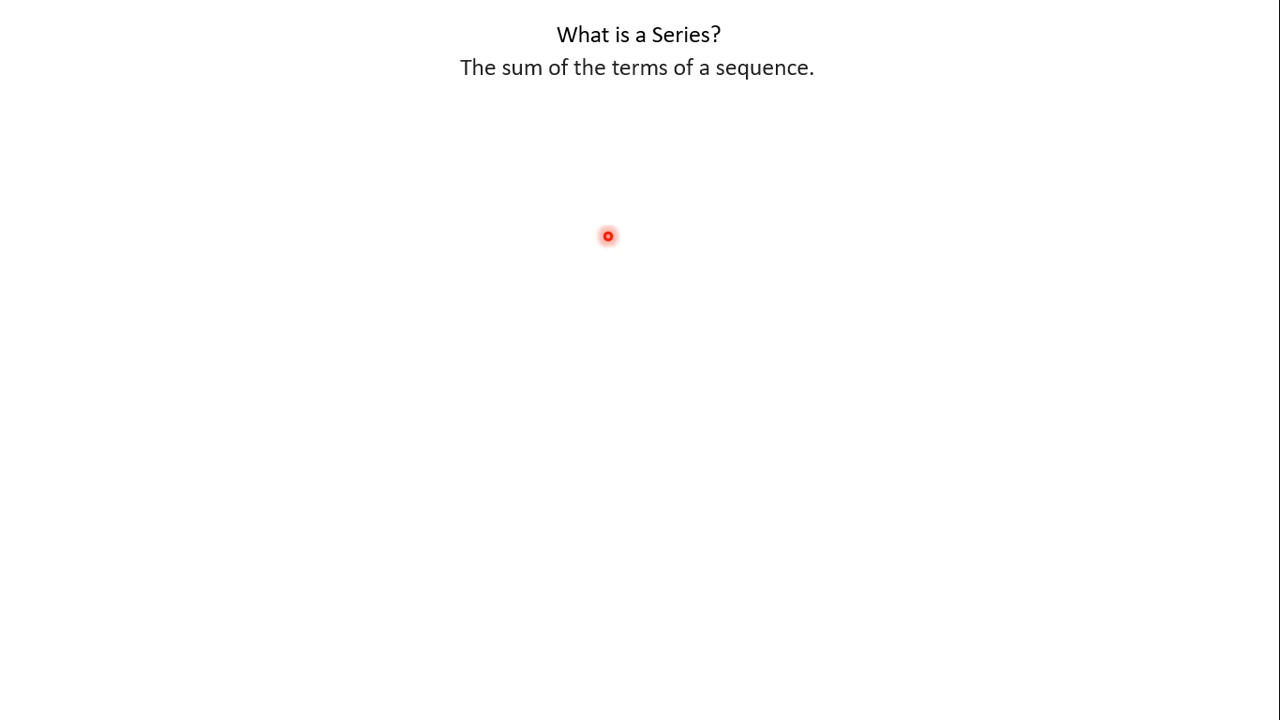 What is a Series?
The sum of the terms of a sequence.